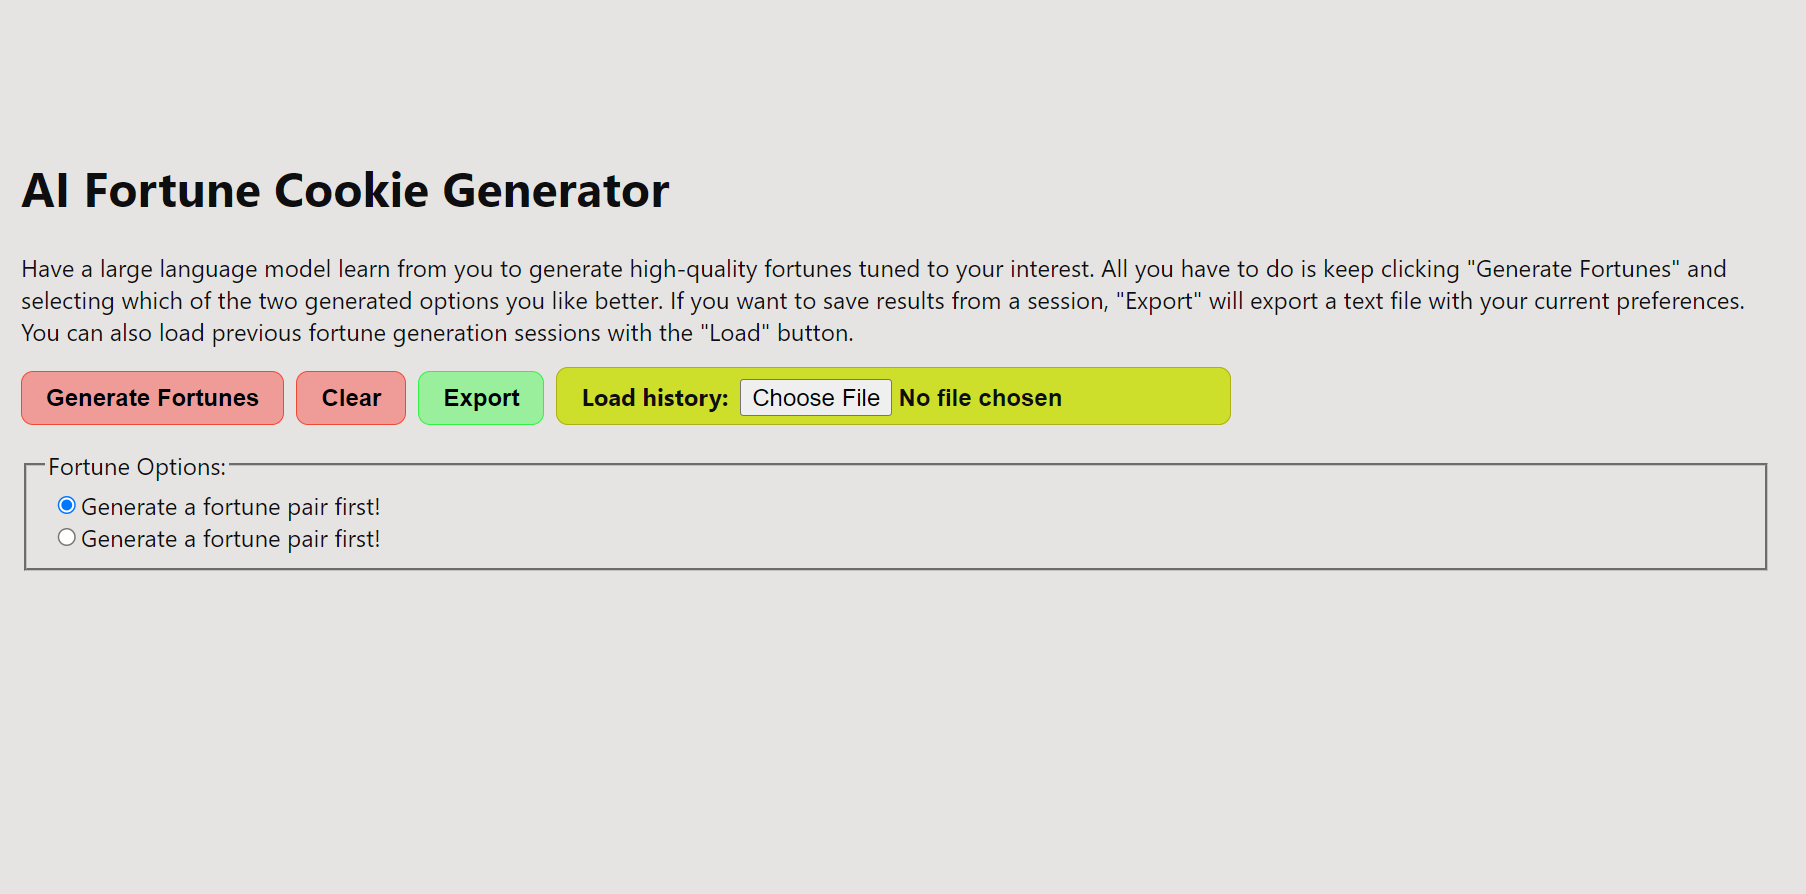 AI Fortune Cookie Generator
Have a large language model learn from you to generate high-quality fortunes tuned to your interest. All you have to do is keep clicking "Generate Fortunes" and
selecting which of the two generated options you like better. If you want to save results from a session, "Export" will export a text file with your current preferences.
You can also load previous fortune generation sessions with the "Load" button.
Generate Fortunes Clear Export Load history: Choose File No file chosen
Fortune Options:
Generate a fortune pair first!
Generate a fortune pair first!